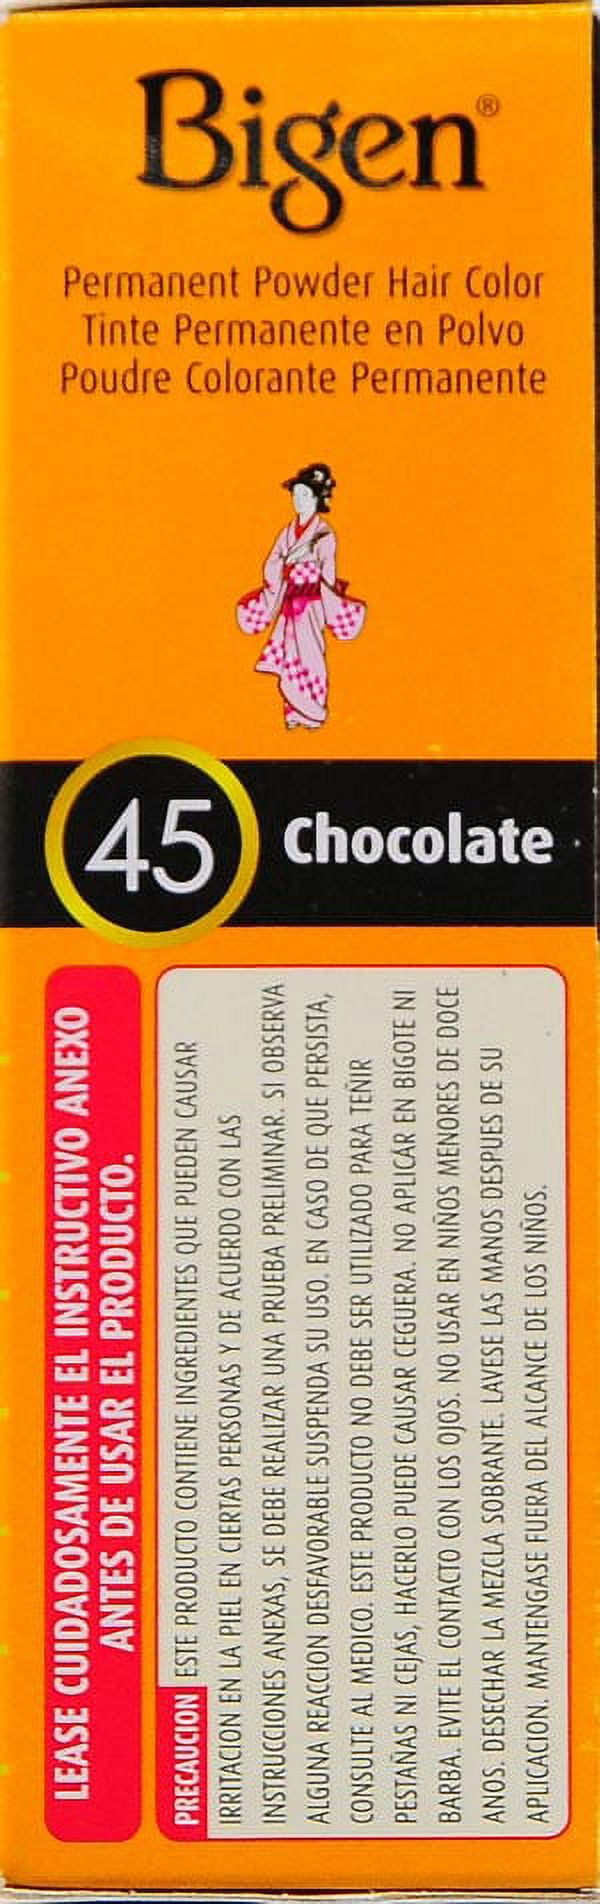 Bigen®
Permanent Powder Hair Color
Tinte Permanente en Polvo
Poudre Colorante Permanente
45 Chocolate
LEASE CUIDADOSAMENTE EL INSTRUCTIVO ANEXO
ANTES DE USAR EL PRODUCTO.
PRECAUCION ESTE PRODUCTO CONTIENE INGREDIENTES QUE PUEDEN CAUSAR
IRRITACION EN LA PIEL EN CIERTAS PERSONAS Y DE ACUERDO CON LAS
INSTRUCCIONES ANEXAS, SE DEBE REALIZAR UNA PRUEBA PRELIMINAR. SI OBSERVA
ALGUNA REACCION DESFAVORABLE SUSPENDA SU USO. EN CASO DE QUE PERSISTA,
CONSULTE AL MEDICO. ESTE PRODUCTO NO DEBE SER UTILIZADO PARA TEÑIR
PESTAÑAS NI CEJAS, HACERLO PUEDE CAUSAR CEGUERA. NO APLICAR EN BIGOTE NI
BARBA. EVITE EL CONTACTO CON LOS OJOS. NO USAR EN NIÑOS MENORES DE DOCE
ANOS. DESECHAR LA MEZCLA SOBRANTE. LAVESE LAS MANOS DESPUES DE SU
APLICACION. MANTENGASE FUERA DEL ALCANCE DE LOS NIÑOS.